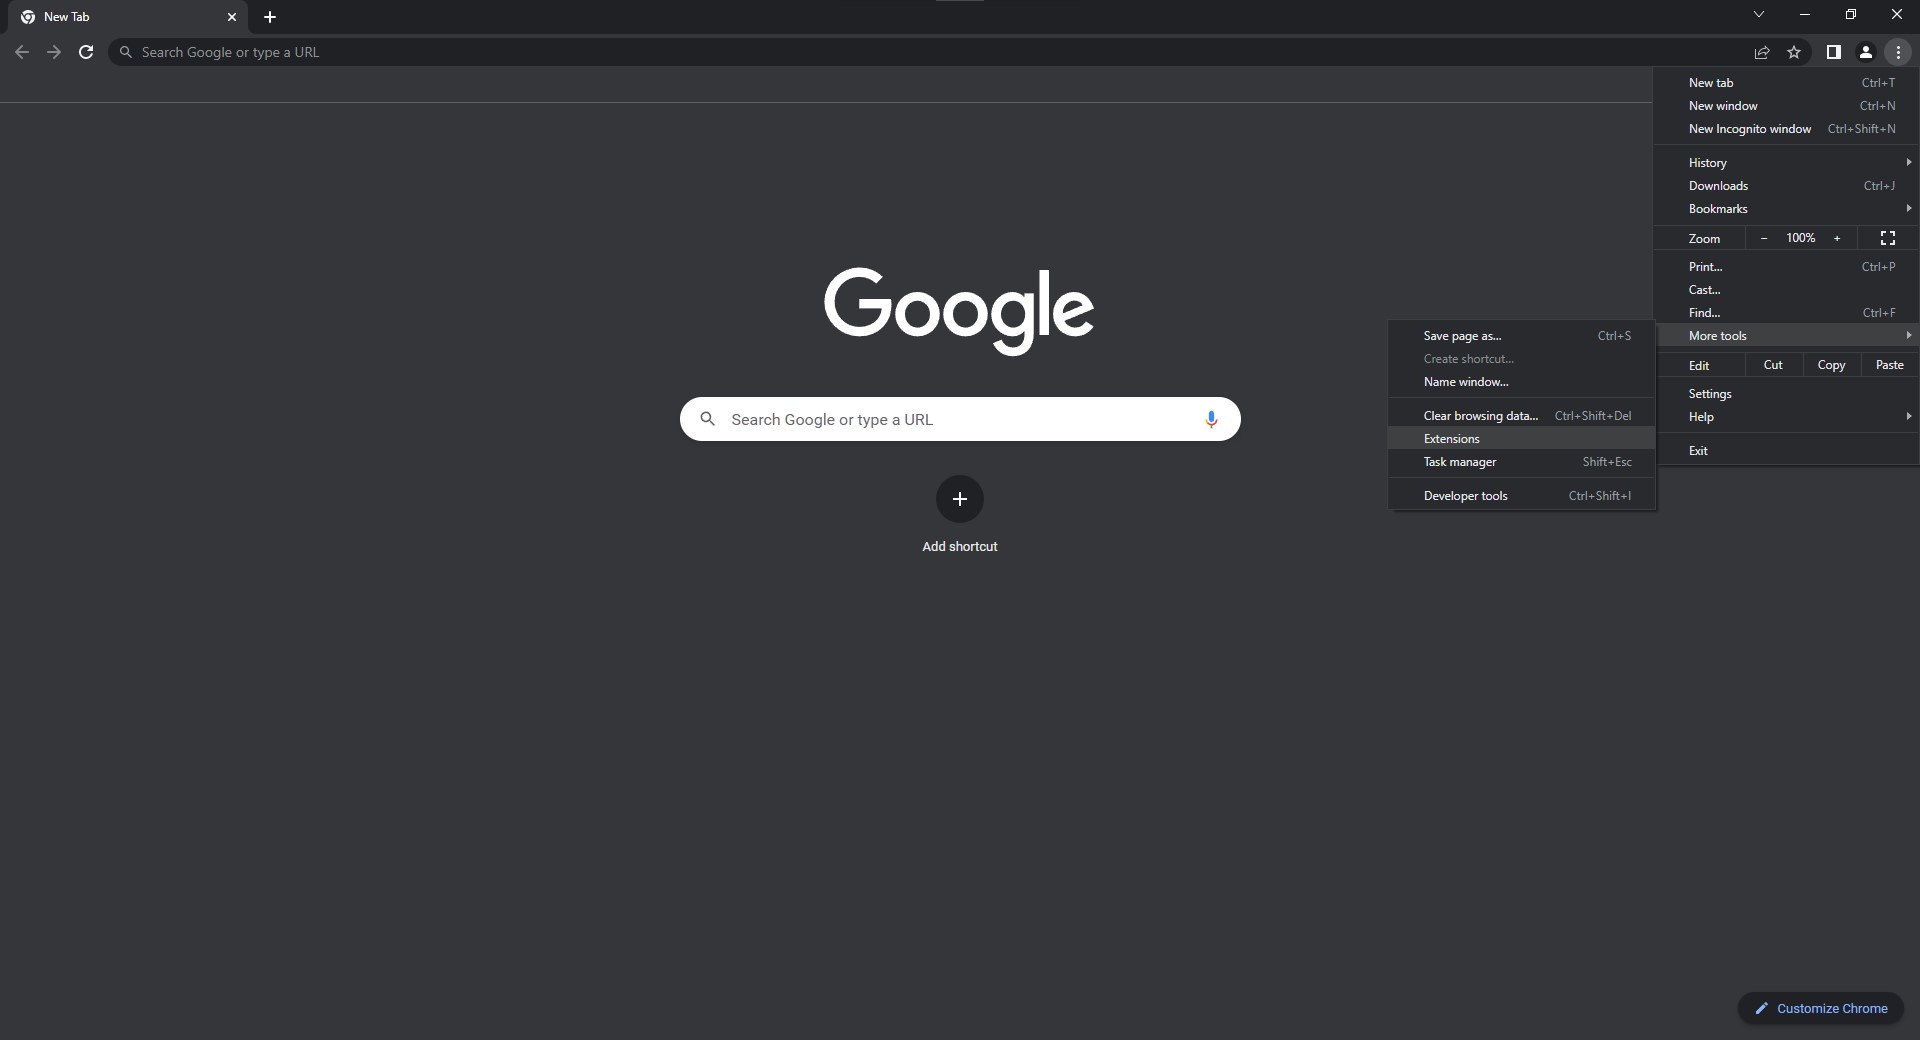 New Tab
Search Google or type a URL
New tab Ctrl+T
New window Ctrl+N
New Incognito window Ctrl+Shift+N
History
Downloads Ctrl+J
Bookmarks
Zoom − 100% +
Print... Ctrl+P
Cast...
Find... Ctrl+F
More tools
Edit Cut Copy Paste
Settings
Help
Exit
Save page as... Ctrl+S
Create shortcut...
Name window...
Clear browsing data... Ctrl+Shift+Del
Extensions
Task manager Shift+Esc
Developer tools Ctrl+Shift+I
Google
Search Google or type a URL
Add shortcut
Customize Chrome